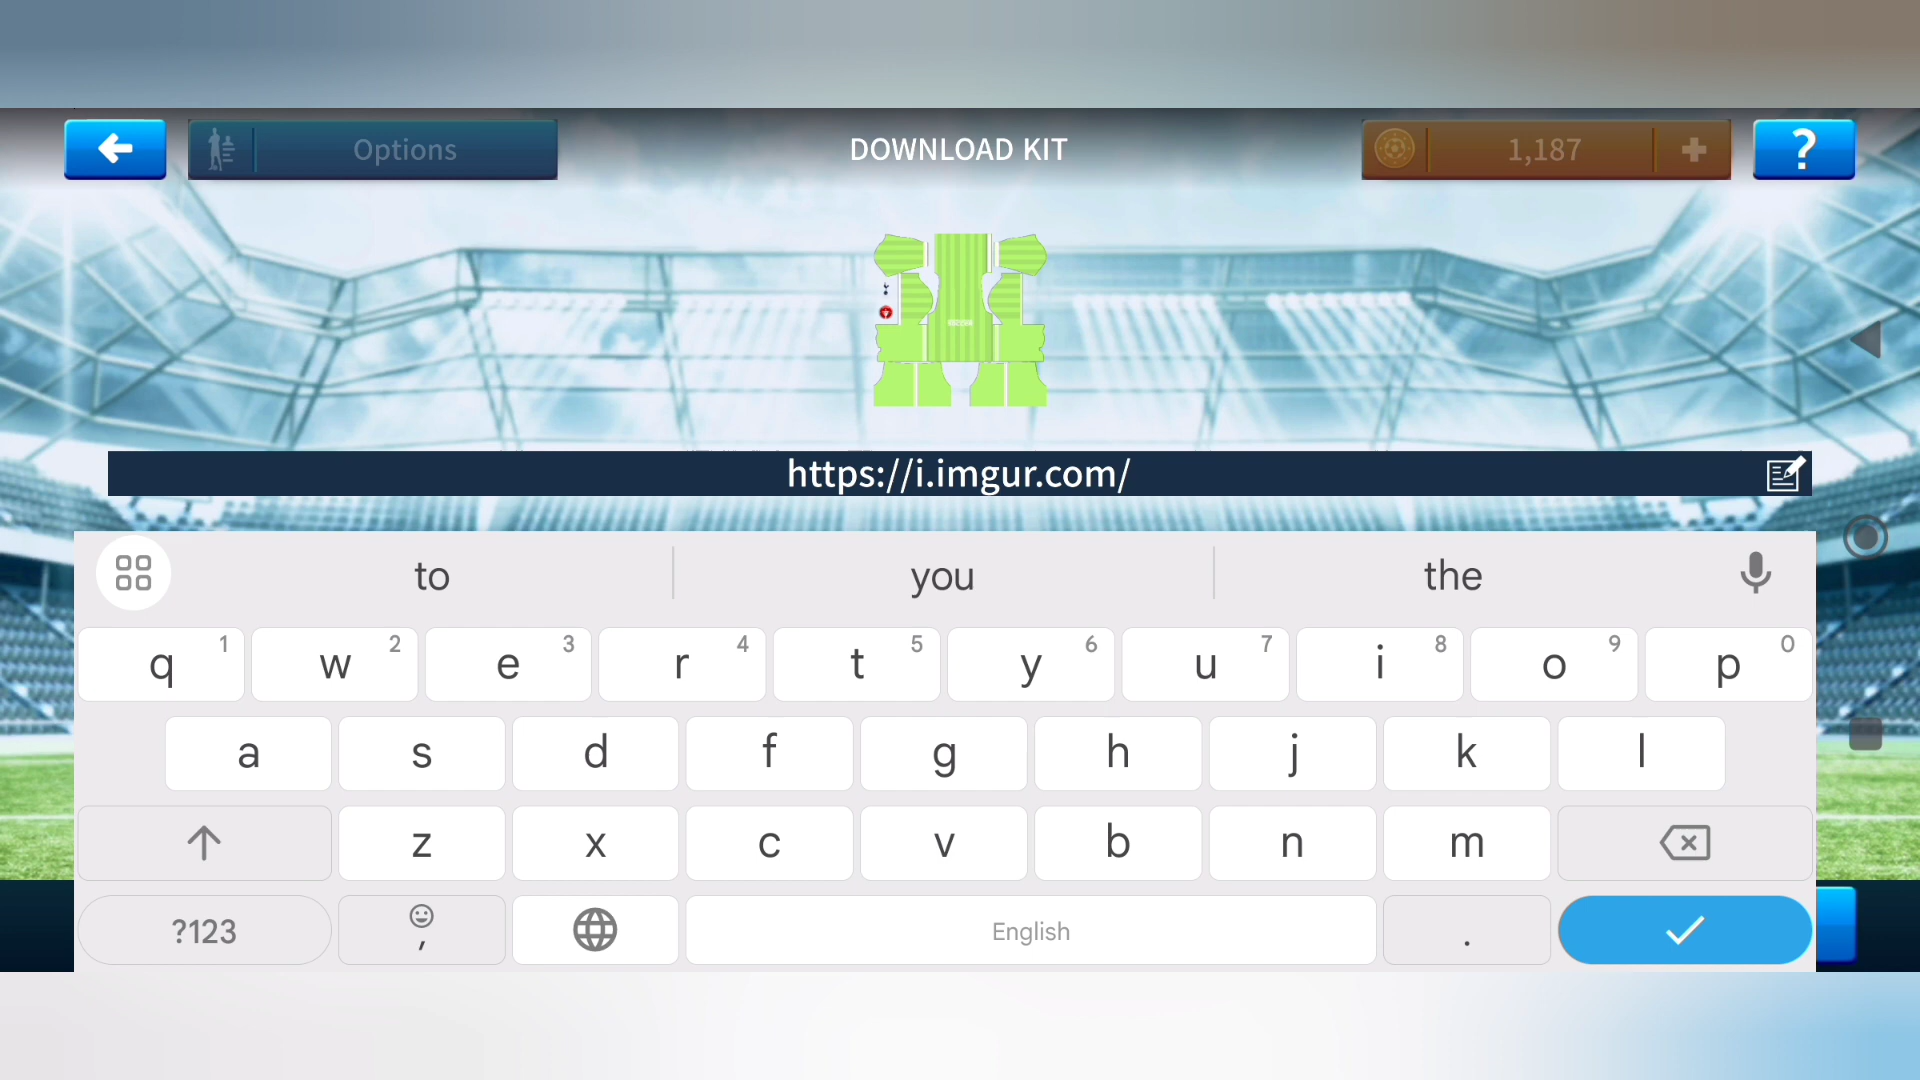 Options
DOWNLOAD KIT
1,187
?
https://i.imgur.com/
to you the
q 1 w 2 e 3 r 4 t 5 y 6 u 7 i 8 o 9 p 0
a s d f g h j k l
z x c v b n m
?123 , English .